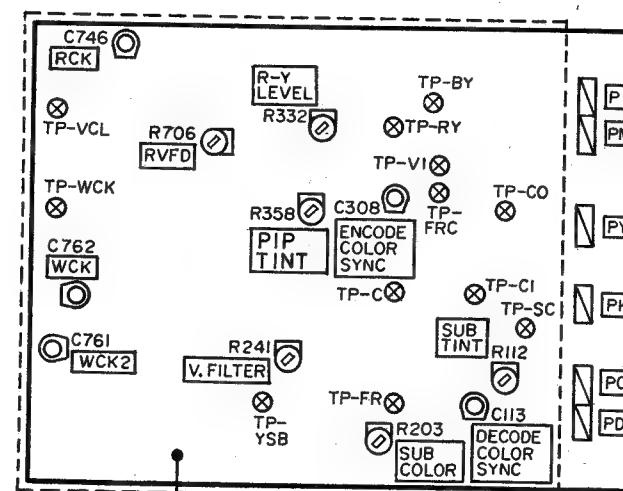 C746
RCK
R-Y
LEVEL
R332
TP-BY
TP-RY
TP-VCL
R706
RVFD
TP-V1
TP-WCK
R358
PIP
TINT
C308
ENCODE
COLOR
SYNC
TP-
FRC
TP-CO
C762
WCK
TP-C
TP-CI
TP-SC
SUB
TINT
R112
C761
WCK2
R241
V. FILTER
TP-
YSB
TP-FR
R203
SUB
COLOR
C113
DECODE
COLOR
SYNC